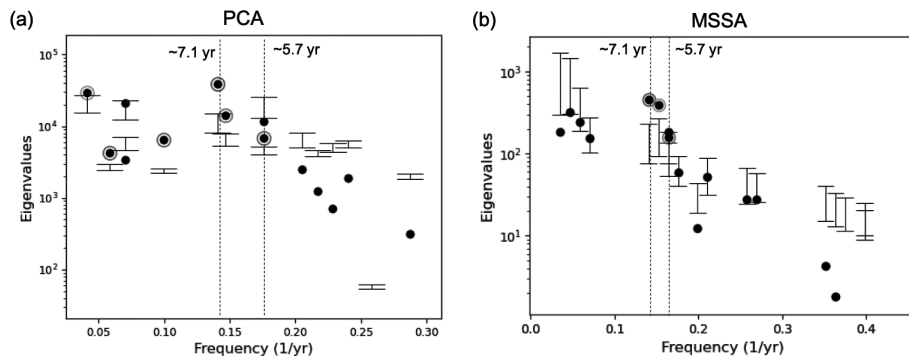 (a)
PCA
~7.1 yr
~5.7 yr
10⁵
10⁴
10³
10²
Eigenvalues
0.05
0.10
0.15
0.20
0.25
0.30
Frequency (1/yr)
(b)
MSSA
~7.1 yr
~5.7 yr
10³
10²
10¹
Eigenvalues
0.0
0.1
0.2
0.3
0.4
Frequency (1/yr)